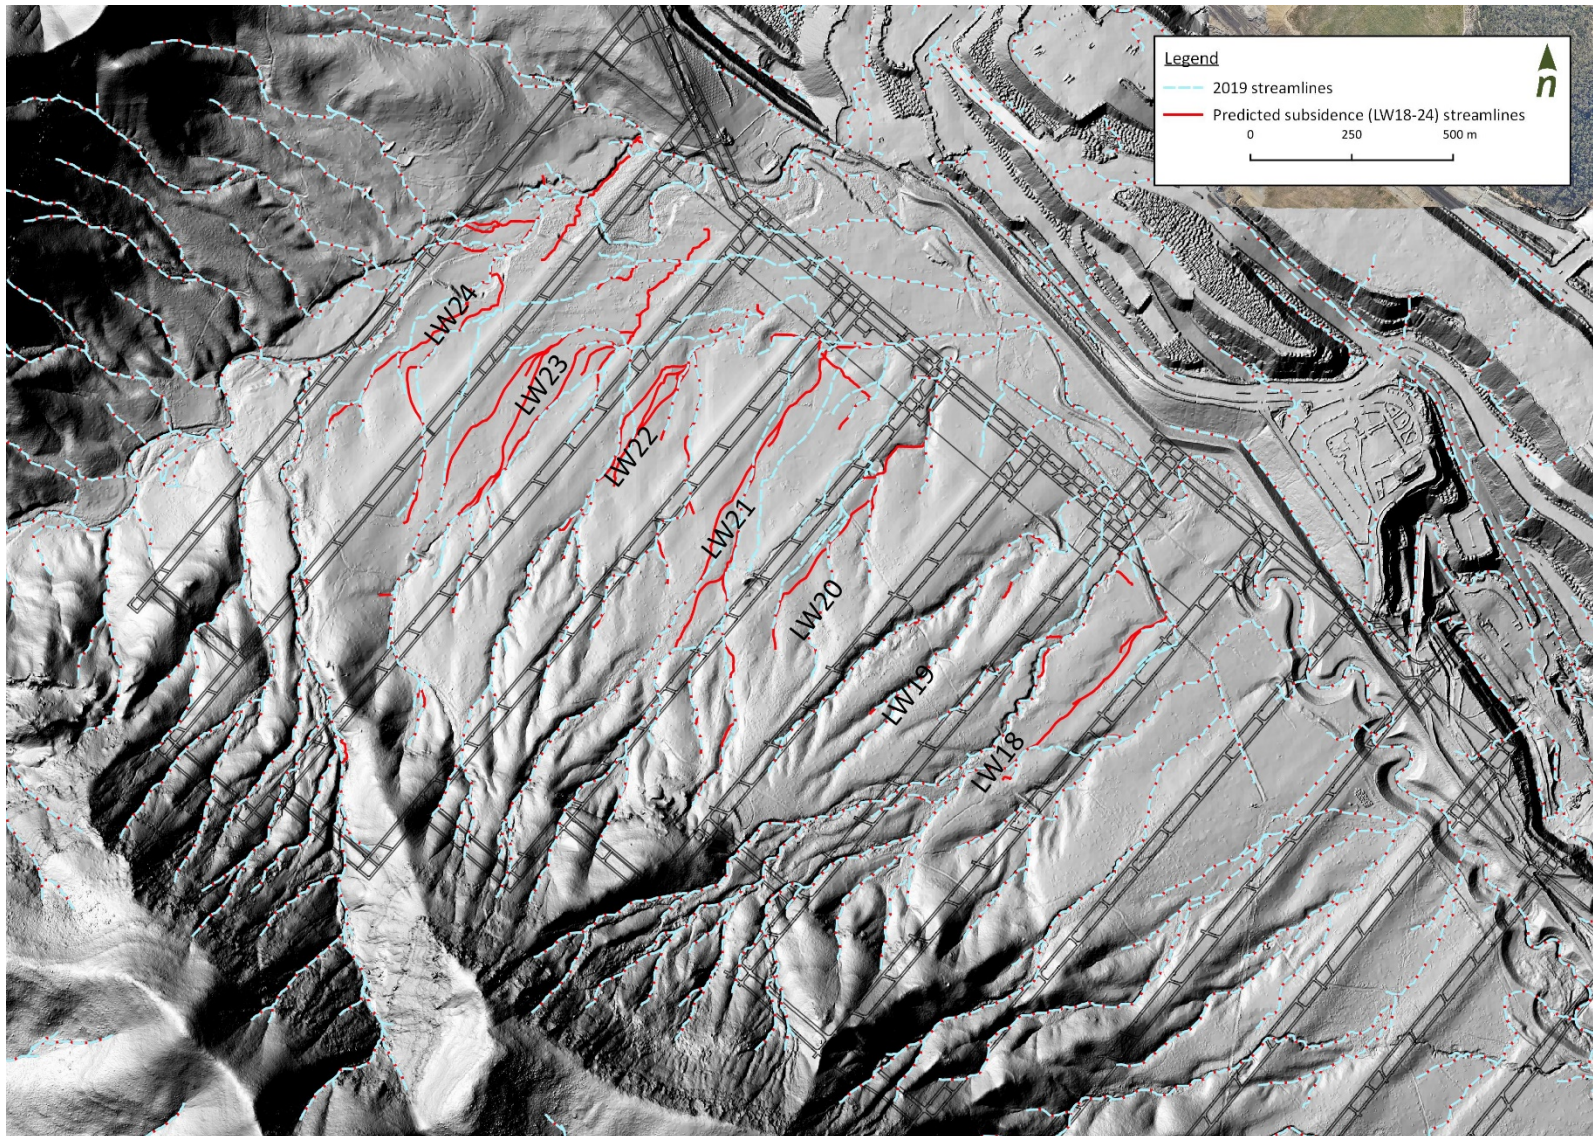 Legend
n
2019 streamlines
Predicted subsidence (LW18-24) streamlines
0 250 500 m
LW24
LW23
LW22
LW21
LW20
LW19
LW18